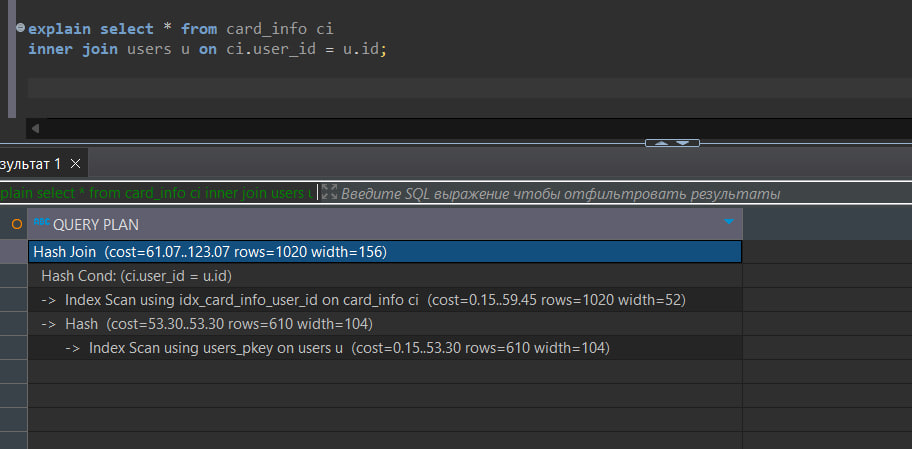 explain select * from card_info ci
inner join users u on ci.user_id = u.id;
зультат 1
plain select * from card_info ci inner join users u
Введите SQL выражение чтобы отфильтровать результаты
ABC QUERY PLAN
Hash Join (cost=61.07..123.07 rows=1020 width=156)
Hash Cond: (ci.user_id = u.id)
-> Index Scan using idx_card_info_user_id on card_info ci (cost=0.15..59.45 rows=1020 width=52)
-> Hash (cost=53.30..53.30 rows=610 width=104)
-> Index Scan using users_pkey on users u (cost=0.15..53.30 rows=610 width=104)